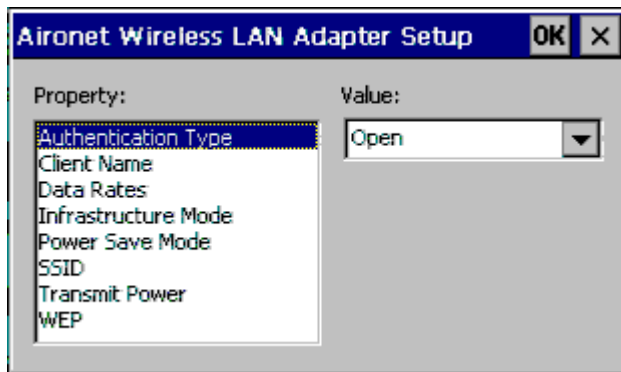 Aironet Wireless LAN Adapter Setup OK ×
Property:
Value:
Authentication Type
Open
Client Name
Data Rates
Infrastructure Mode
Power Save Mode
SSID
Transmit Power
WEP